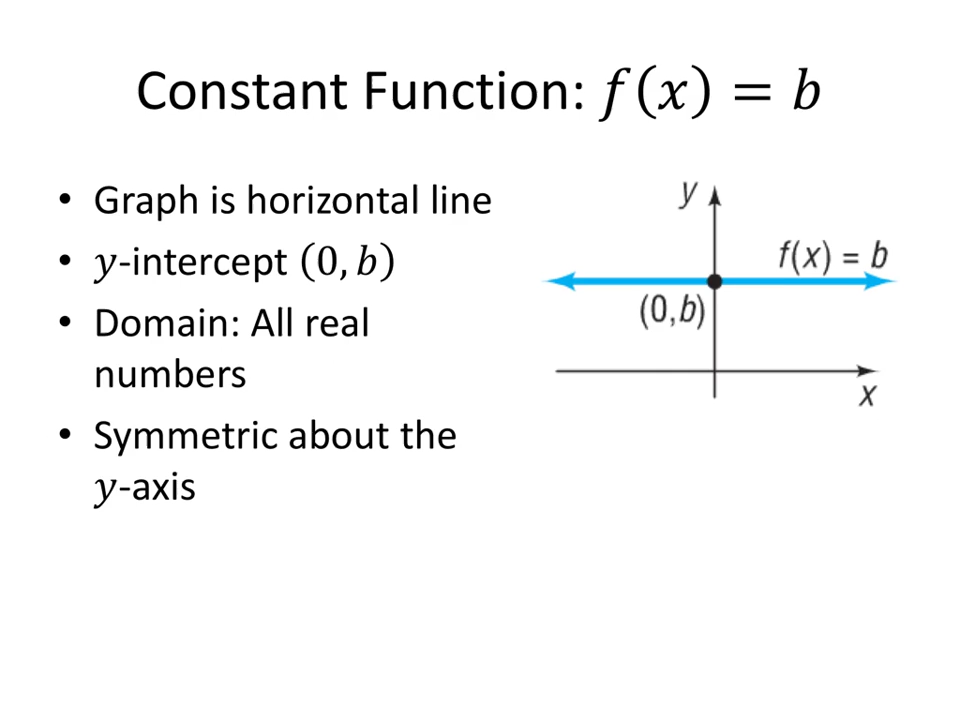 Constant Function: 𝑓(𝑥) = 𝑏
• Graph is horizontal line
• 𝑦-intercept (0, 𝑏)
• Domain: All real
numbers
• Symmetric about the
𝑦-axis
y
f(x) = b
(0,b)
x